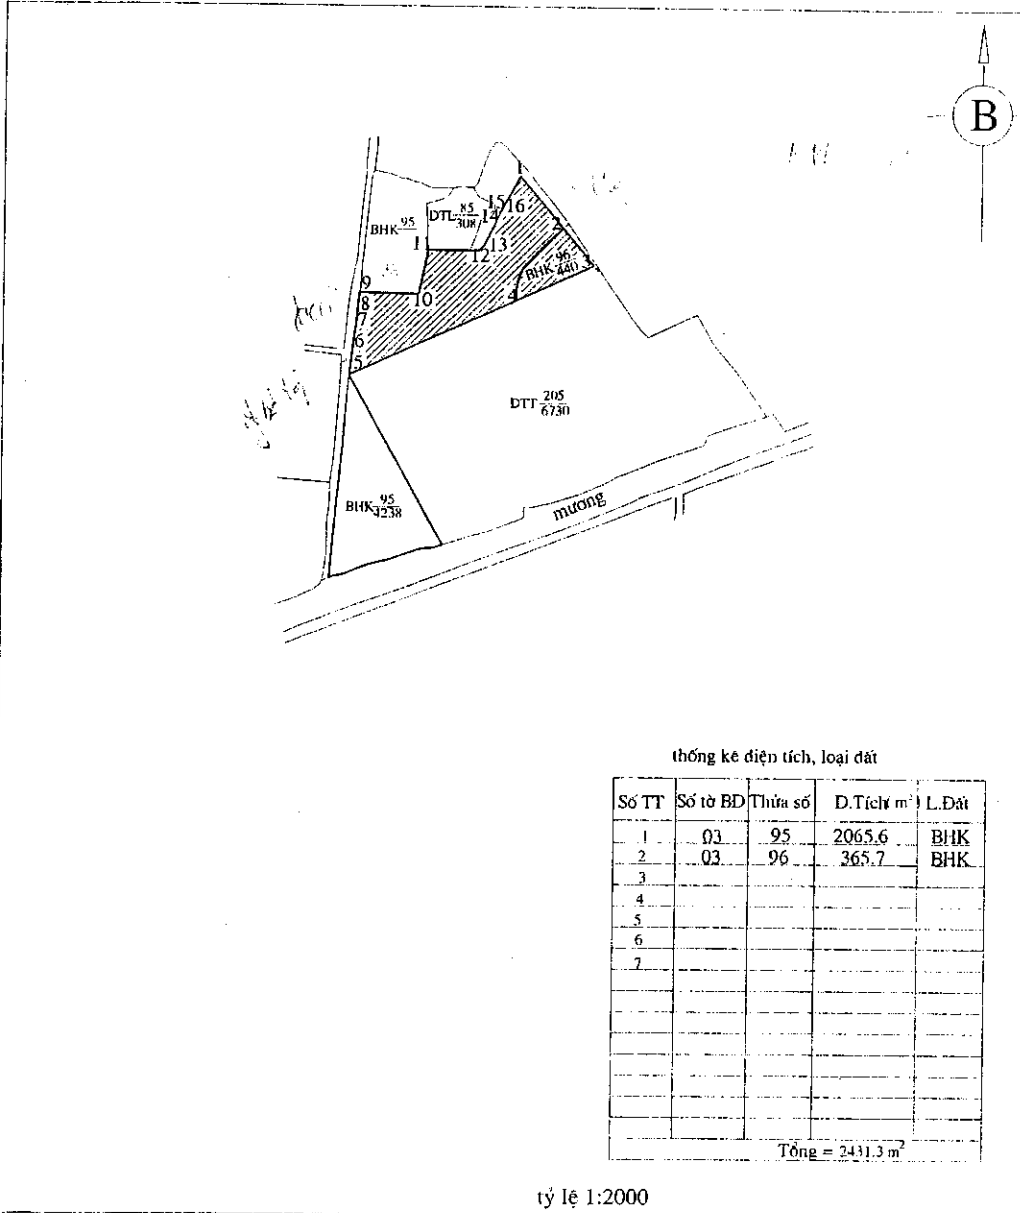 B
1
15
16
85
DTL 308
14
95
BHK
11
13
12
2
96
BHK 440
3
9
10
4
8
7
6
5
205
DTT 6730
95
BHK 4238
mương
thống kê diện tích, loại đất
Số TT Số tờ BD Thửa số D.Tích( m² ) L.Đất
1 03 95 2065.6 BHK
2 03 96 365.7 BHK
3
4
5
6
7
Tổng = 2431.3 m²
tỷ lệ 1:2000